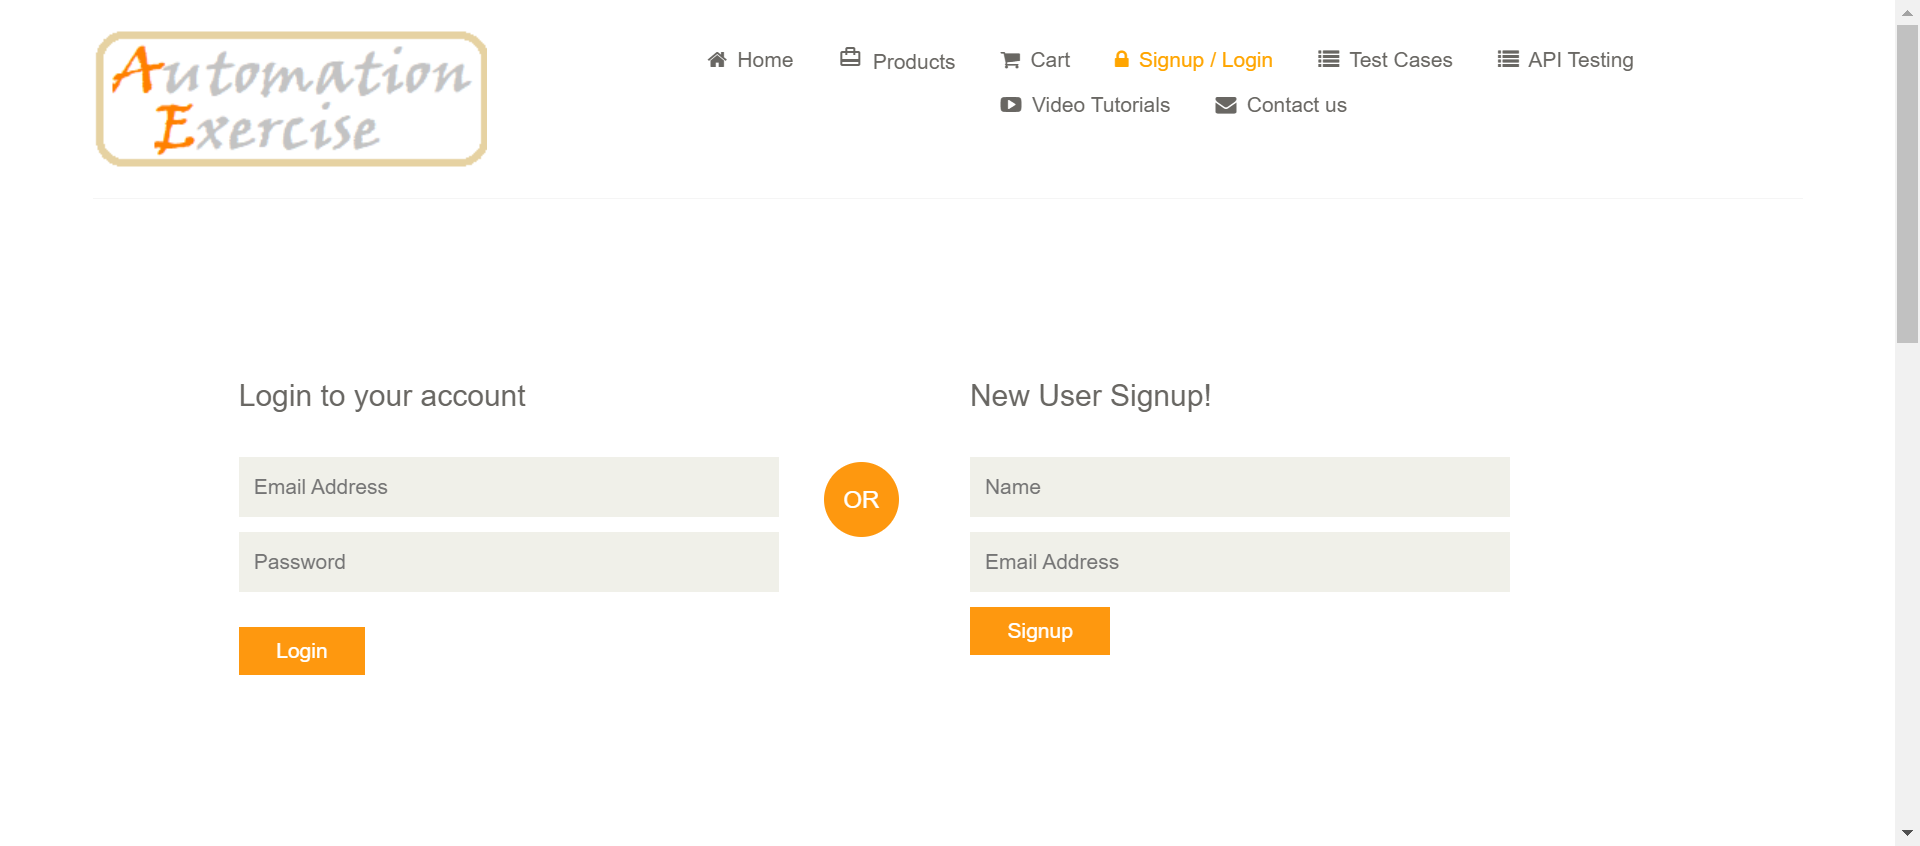 Automation
Exercise
Home Products Cart Signup / Login Test Cases API Testing
Video Tutorials Contact us
Login to your account
Email Address
Password
Login
OR
New User Signup!
Name
Email Address
Signup